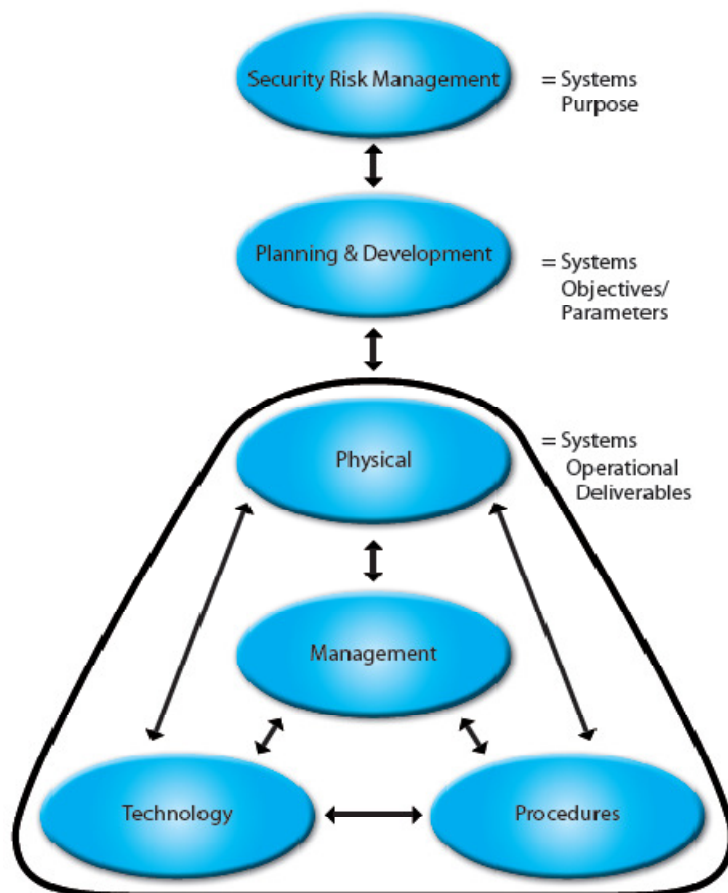 Security Risk Management
= Systems
Purpose
Planning & Development
= Systems
Objectives/
Parameters
Physical
= Systems
Operational
Deliverables
Management
Technology
Procedures